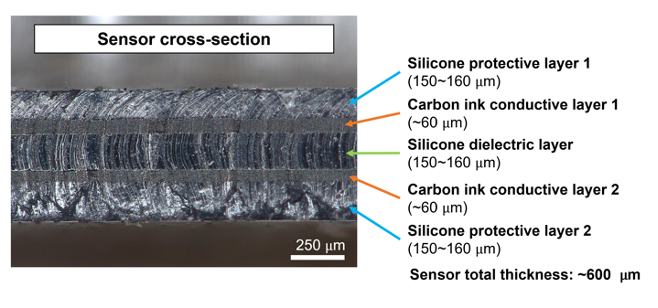 Sensor cross-section
Silicone protective layer 1
(150~160 μm)
Carbon ink conductive layer 1
(~60 μm)
Silicone dielectric layer
(150~160 μm)
Carbon ink conductive layer 2
(~60 μm)
Silicone protective layer 2
(150~160 μm)
250 μm
Sensor total thickness: ~600 μm